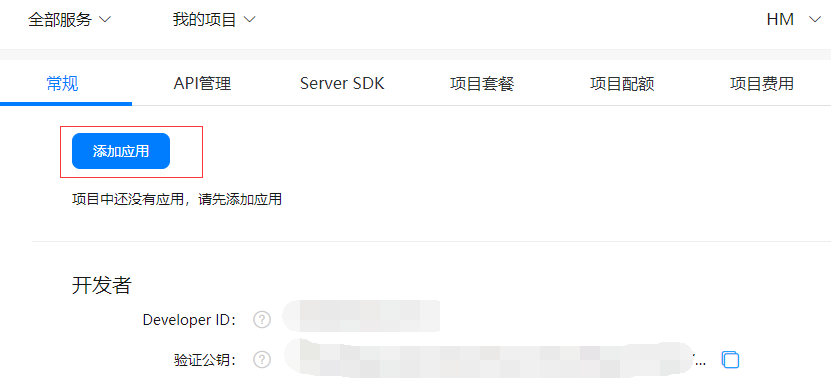 全部服务 我的项目 HM
常规 API管理 Server SDK 项目套餐 项目配额 项目费用
添加应用
项目中还没有应用，请先添加应用
开发者
Developer ID： ?
验证公钥： ? ...